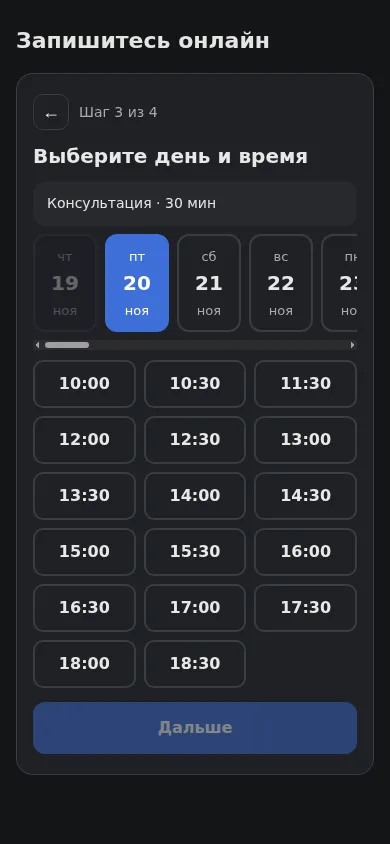 Запишитесь онлайн
← Шаг 3 из 4
Выберите день и время
Консультация · 30 мин
чт пт сб вс
19 20 21 22 23
ноя ноя ноя ноя
10:00 10:30 11:30
12:00 12:30 13:00
13:30 14:00 14:30
15:00 15:30 16:00
16:30 17:00 17:30
18:00 18:30
Дальше